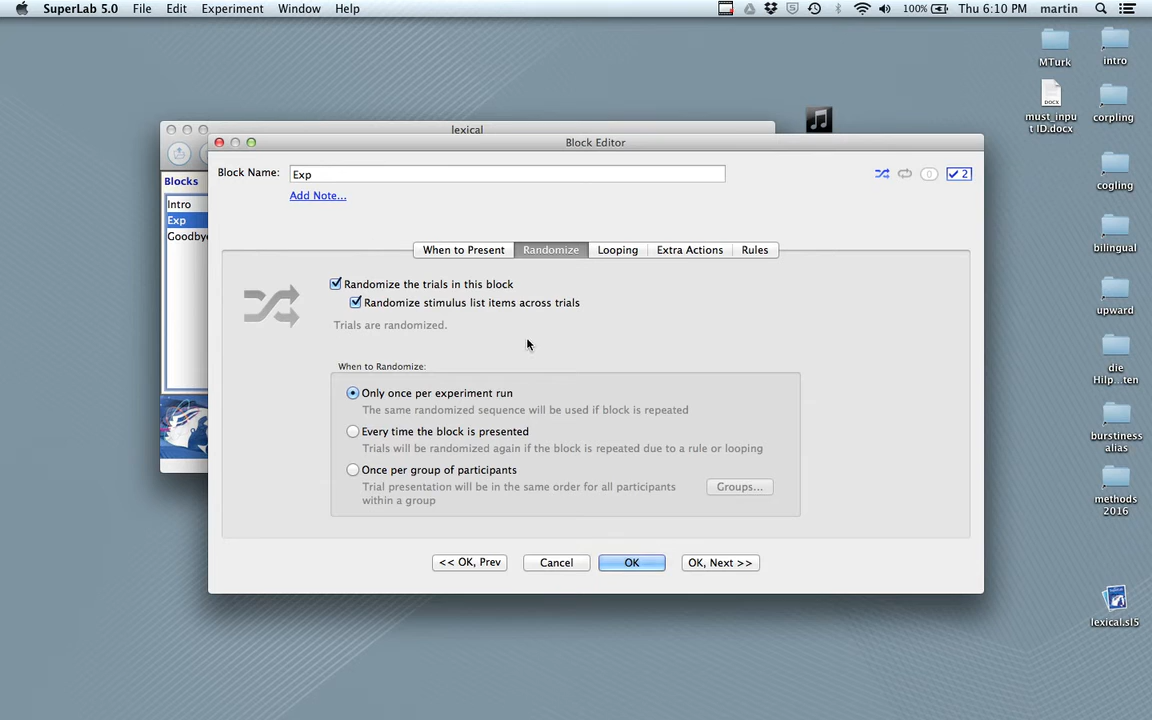 SuperLab 5.0 File Edit Experiment Window Help 100% Thu 6:10 PM martin
MTurk
intro
DOCX
must_inpu
t ID.docx
corpling
cogling
bilingual
upward
die
Hilp...ten
burstiness
alias
methods
2016
lexical.sl5
lexical
Blocks
Intro
Exp
Goodbye
Block Editor
Block Name: Exp
0 2
Add Note...
When to Present Randomize Looping Extra Actions Rules
Randomize the trials in this block
Randomize stimulus list items across trials
Trials are randomized.
When to Randomize:
Only once per experiment run
The same randomized sequence will be used if block is repeated
Every time the block is presented
Trials will be randomized again if the block is repeated due to a rule or looping
Once per group of participants
Trial presentation will be in the same order for all participants
within a group
Groups...
<< OK, Prev Cancel OK OK, Next >>